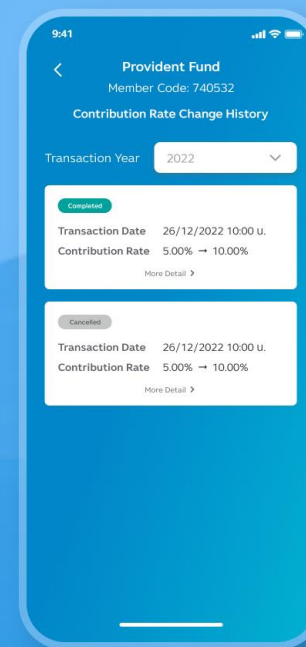 9:41
Provident Fund
Member Code: 740532
Contribution Rate Change History
Transaction Year 2022
Completed
Transaction Date 26/12/2022 10:00 น.
Contribution Rate 5.00% → 10.00%
More Detail >
Cancelled
Transaction Date 26/12/2022 10:00 น.
Contribution Rate 5.00% → 10.00%
More Detail >